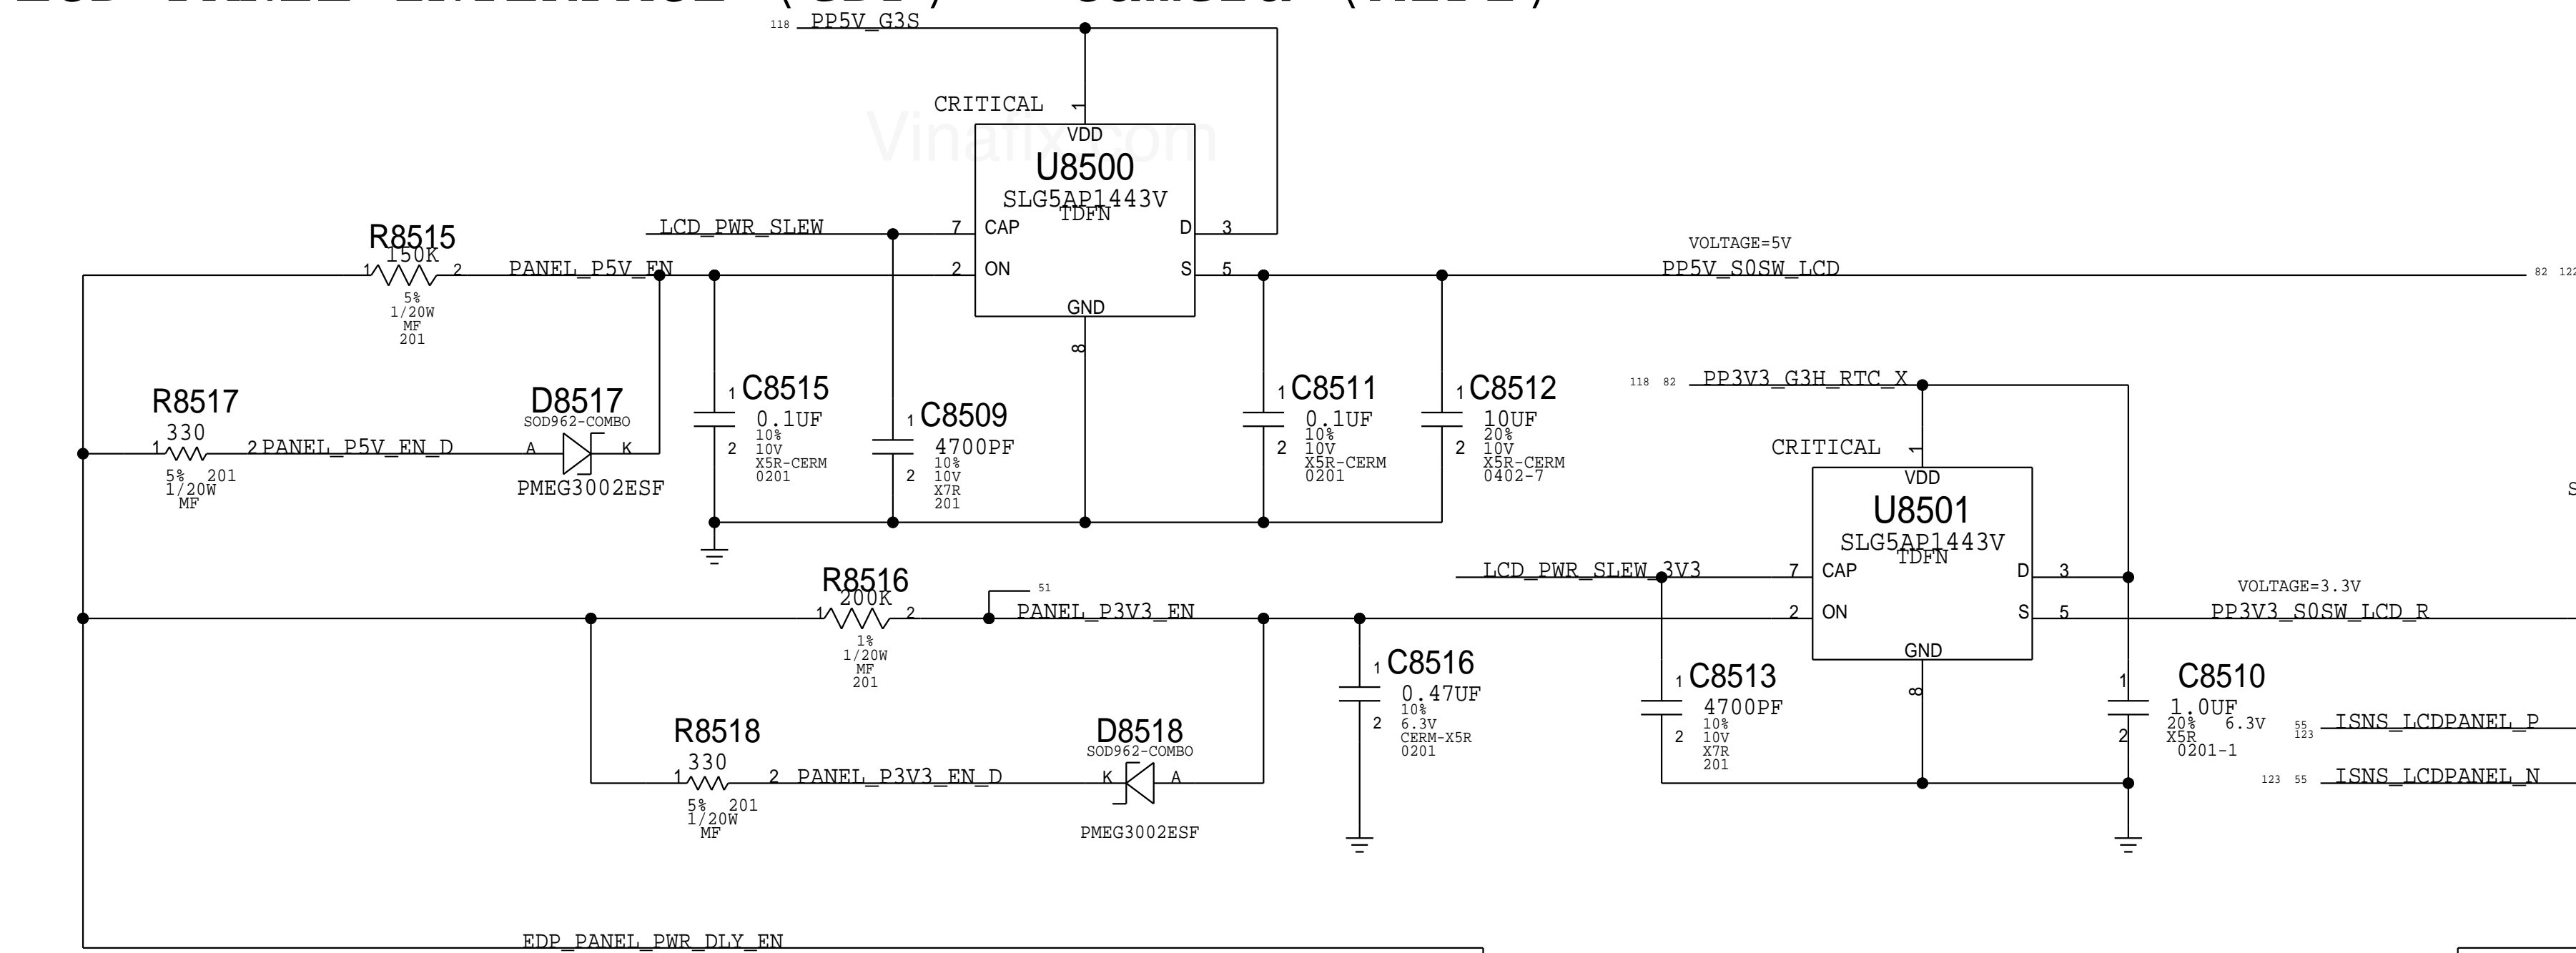 118 PP5V_G3S
CRITICAL
1
VDD
Vinafix.com
U8500
SLG5AP1443V
TDFN
LCD_PWR_SLEW
7
CAP
D
3
2
ON
S
5
GND
8
R8515
150K
1
2
PANEL_P5V_EN
5%
1/20W
MF
201
VOLTAGE=5V
PP5V_S0SW_LCD
82
R8517
330
1
2
PANEL_P5V_EN_D
5% 201
1/20W
MF
D8517
SOD962-COMBO
A
K
PMEG3002ESF
1
C8515
0.1UF
10%
10V
X5R-CERM
0201
2
1
C8509
4700PF
10%
10V
X7R
201
2
1
C8511
0.1UF
10%
10V
X5R-CERM
0201
2
1
C8512
10UF
20%
10V
X5R-CERM
0402-7
2
118 82 PP3V3_G3H_RTC_X
CRITICAL
1
VDD
U8501
SLG5AP1443V
TDFN
LCD_PWR_SLEW_3V3
7
CAP
D
3
2
ON
S
5
GND
8
VOLTAGE=3.3V
PP3V3_S0SW_LCD_R
R8516
200K
1
2
51
PANEL_P3V3_EN
1%
1/20W
MF
201
R8518
330
1
2
PANEL_P3V3_EN_D
5% 201
1/20W
MF
D8518
SOD962-COMBO
K
A
PMEG3002ESF
1
C8516
0.47UF
10%
6.3V
CERM-X5R
0201
2
1
C8513
4700PF
10%
10V
X7R
201
2
1
C8510
1.0UF
20% 6.3V
X5R
0201-1
2
55
123
ISNS_LCDPANEL_P
123 55 ISNS_LCDPANEL_N
EDP_PANEL_PWR_DLY_EN